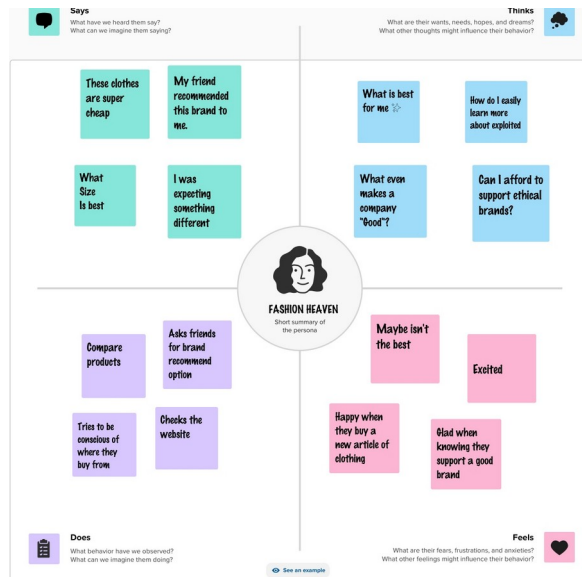 Says
What have we heard them say?
What can we imagine them saying?
Thinks
What are their wants, needs, hopes, and dreams?
What other thoughts might influence their behavior?
These clothes
are super
cheap
My friend
recommended
this brand to
me.
What
Size
Is best
I was
expecting
something
different
What is best
for me
How do I easily
learn more
about exploited
What even
makes a
company
"Good"?
Can I afford to
support ethical
brands?
FASHION HEAVEN
Short summary of
the persona
Compare
products
Asks friends
for brand
recommend
option
Tries to be
conscious of
where they
buy from
Checks the
website
Maybe isn't
the best
Excited
Happy when
they buy a
new article of
clothing
Glad when
knowing they
support a good
brand
Does
What behavior have we observed?
What can we imagine them doing?
Feels
What are their fears, frustrations, and anxieties?
What other feelings might influence their behavior?
See an example